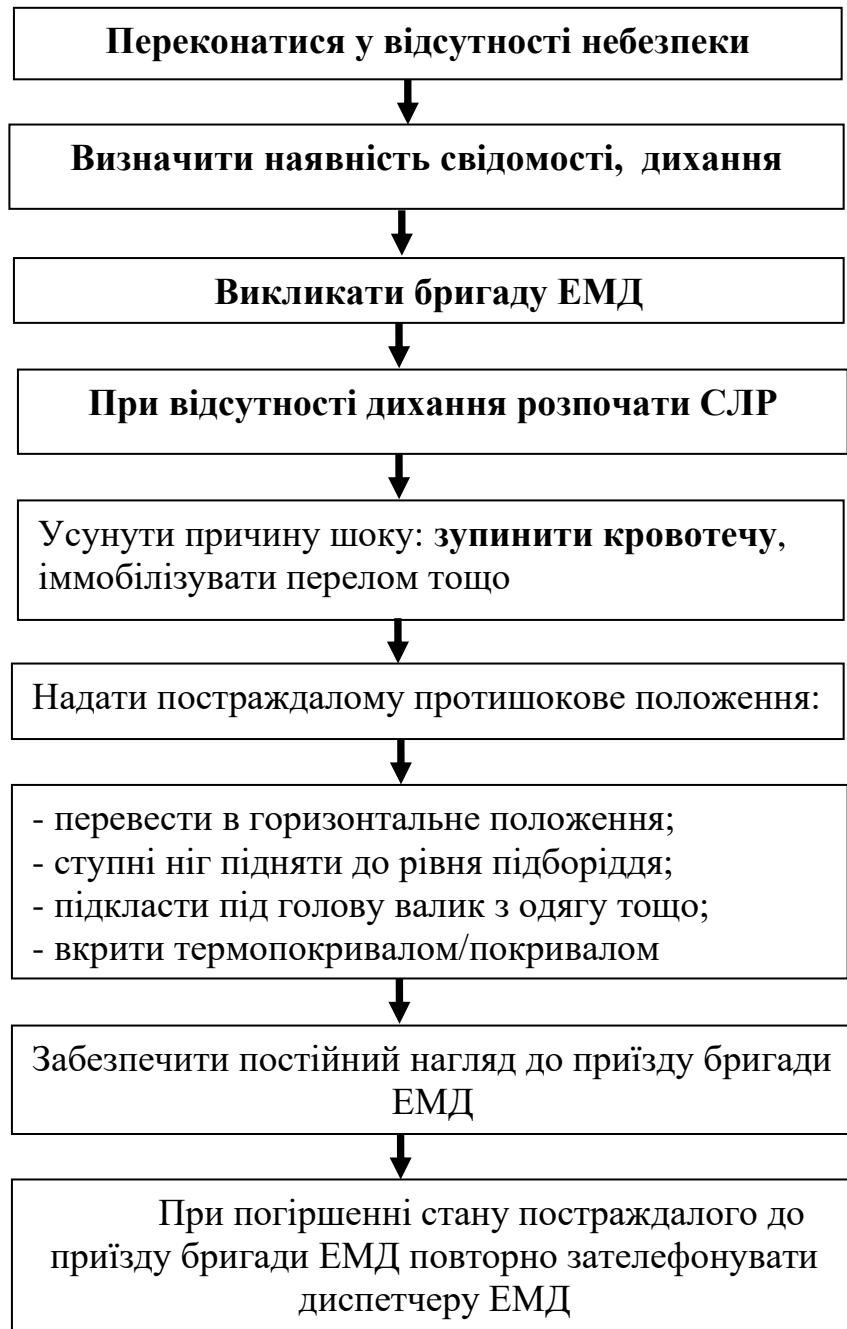 Переконатися у відсутності небезпеки
Визначити наявність свідомості, дихання
Викликати бригаду ЕМД
При відсутності дихання розпочати СЛР
Усунути причину шоку: зупинити кровотечу,
іммобілізувати перелом тощо
Надати постраждалому протишокове положення:
- перевести в горизонтальне положення;
- ступні ніг підняти до рівня підборіддя;
- підкласти під голову валик з одягу тощо;
- вкрити термопокривалом/покривалом
Забезпечити постійний нагляд до приїзду бригади
ЕМД
При погіршенні стану постраждалого до
приїзду бригади ЕМД повторно зателефонувати
диспетчеру ЕМД